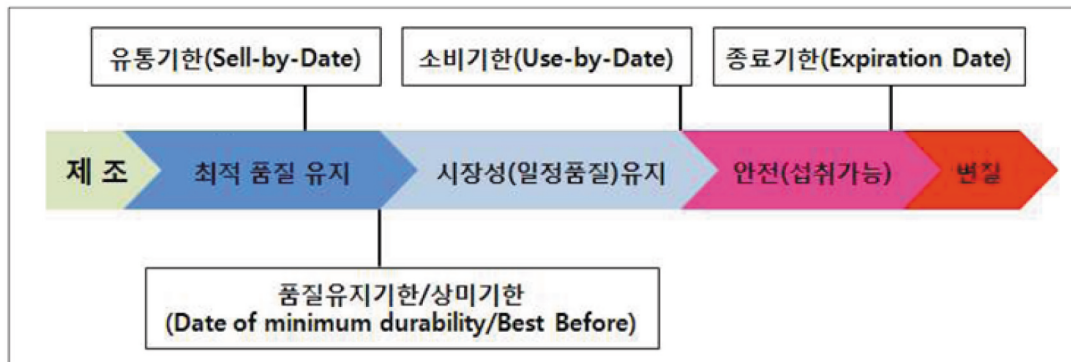 유통기한(Sell-by-Date)
소비기한(Use-by-Date)
종료기한(Expiration Date)
제 조
최적 품질 유지
시장성(일정품질)유지
안전(섭취가능)
변질
품질유지기한/상미기한
(Date of minimum durability/Best Before)